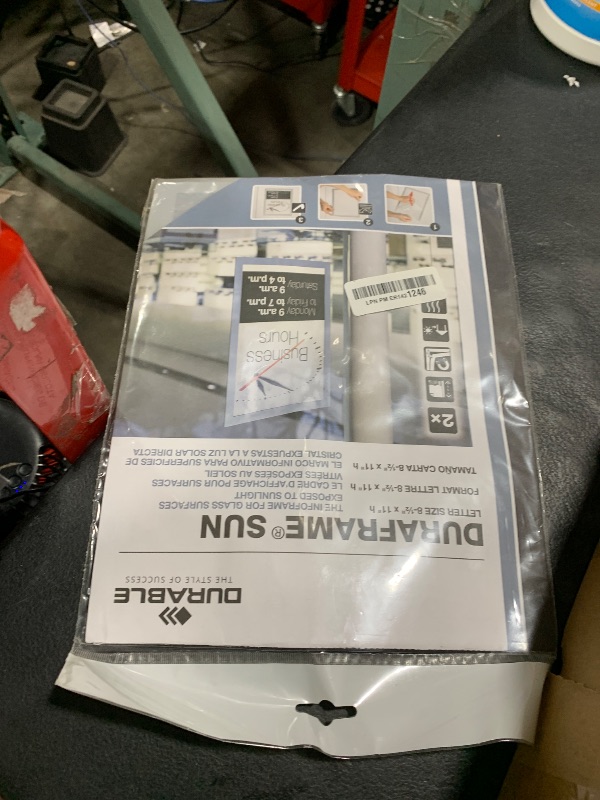 DURABLE
THE STYLE OF SUCCESS
DURAFRAME® SUN
LETTER SIZE 8-½" x 11" h
FORMAT LETTRE 8-½" x 11" h
TAMAÑO CARTA 8-½" x 11" h
THE INFOFRAME FOR GLASS SURFACES
EXPOSED TO SUNLIGHT
LE CADRE D'AFFICHAGE POUR SURFACES
VITRÉES EXPOSÉES AU SOLEIL
EL MARCO INFORMATIVO PARA SUPERFICIES DE
CRISTAL EXPUESTAS A LA LUZ SOLAR DIRECTA
2x
Business
Hours
Monday
to Friday
9 a.m.
to 7 p.m.
Saturday
9 a.m.
to 4 p.m.
1246
1
2
3